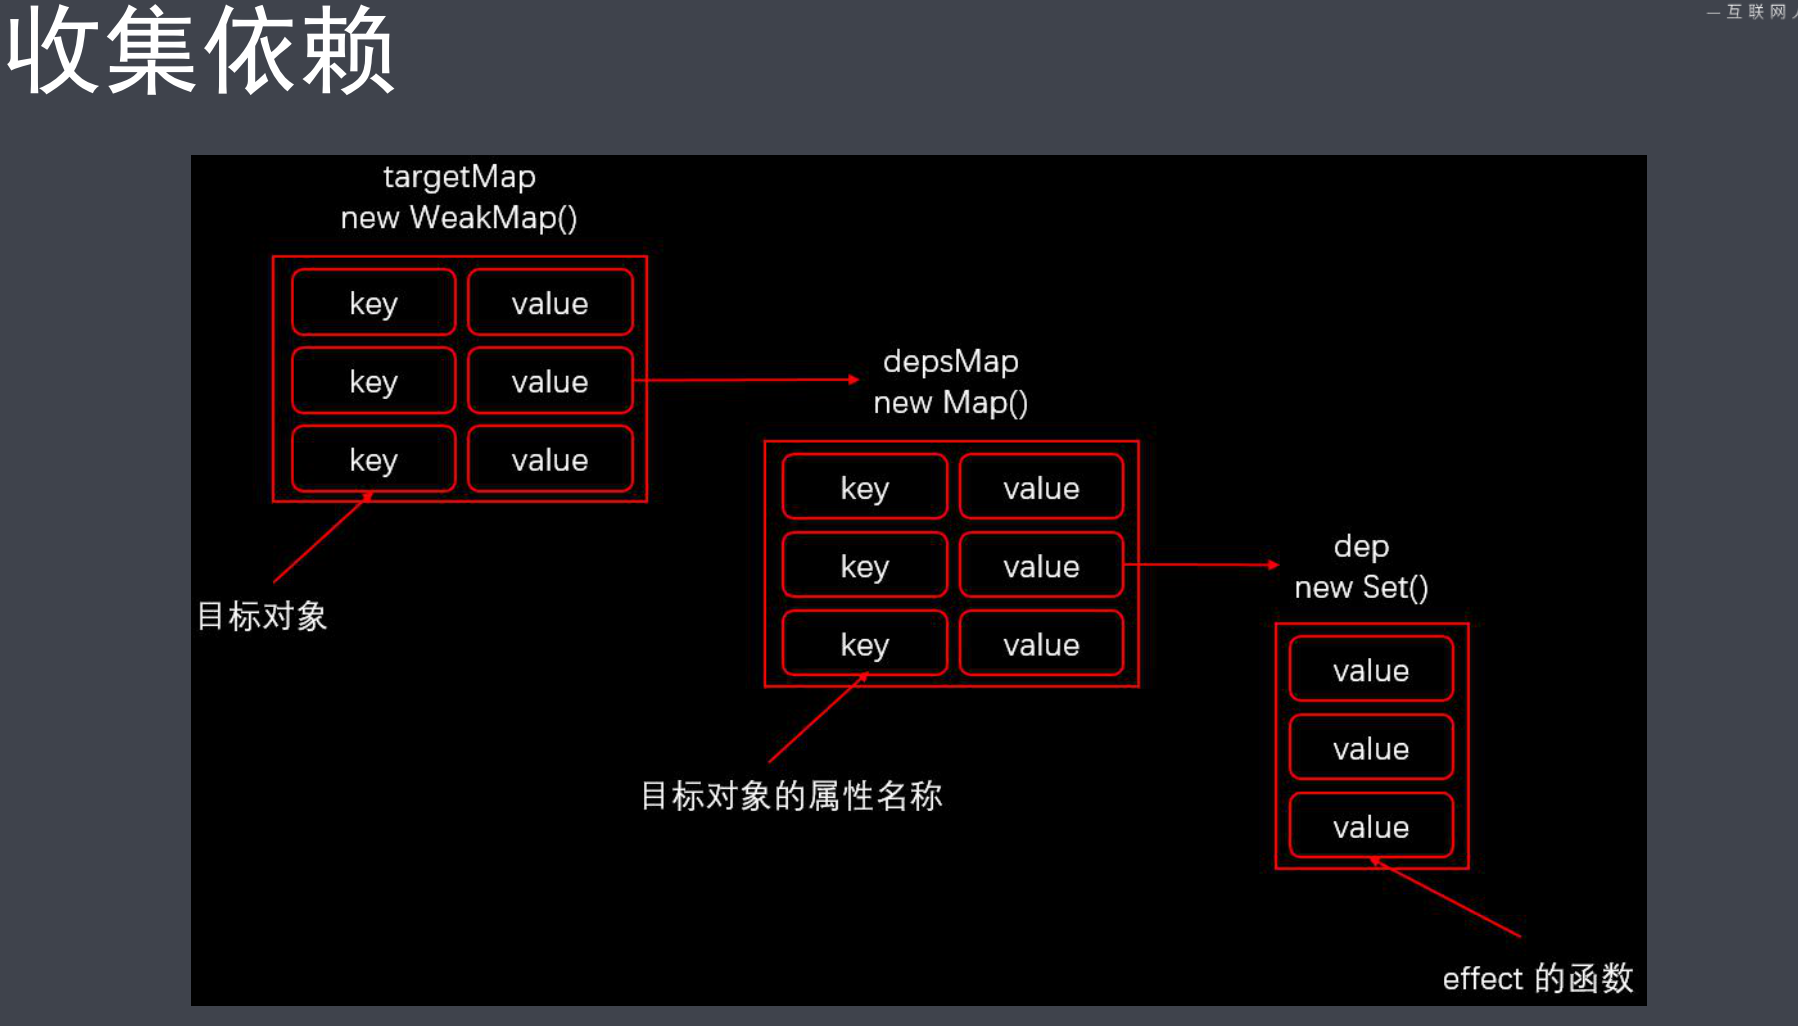 收集依赖
一互联网
targetMap
new WeakMap()
key value
key value
key value
目标对象
depsMap
new Map()
key value
key value
key value
目标对象的属性名称
dep
new Set()
value
value
value
effect 的函数